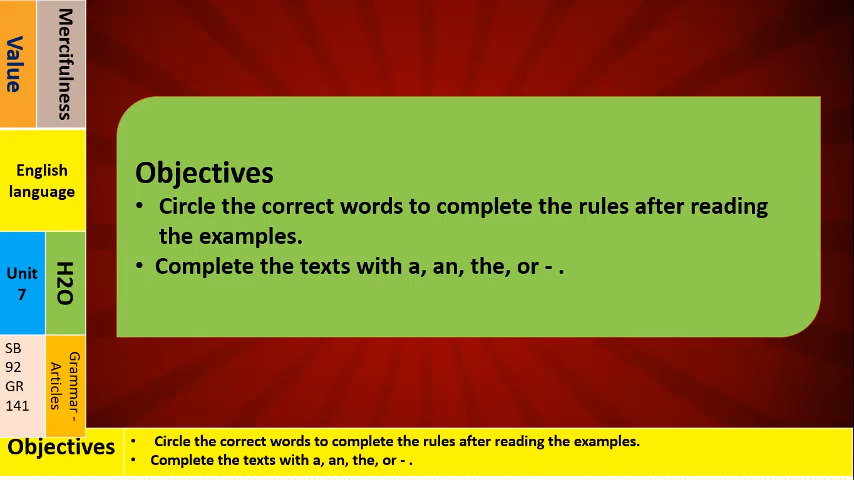 Value
Mercifulness
English
language
Unit
7
H2O
SB
92
GR
141
Grammar -
Articles
Objectives
• Circle the correct words to complete the rules after reading
the examples.
• Complete the texts with a, an, the, or - .
Objectives
• Circle the correct words to complete the rules after reading the examples.
• Complete the texts with a, an, the, or - .